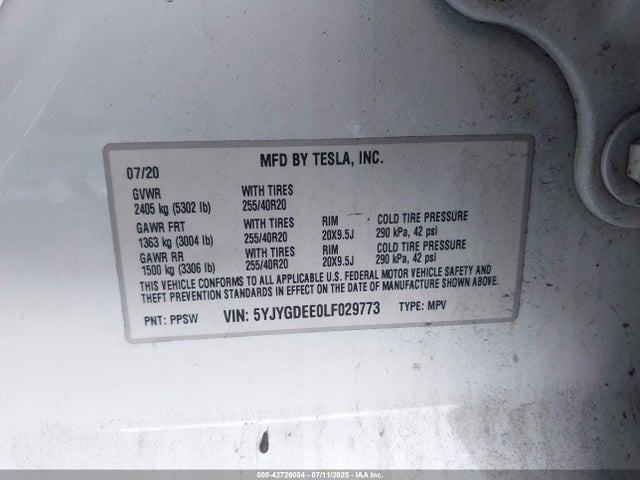 07/20 MFD BY TESLA, INC.
GVWR WITH TIRES
2405 kg (5302 lb) 255/40R20
GAWR FRT WITH TIRES RIM COLD TIRE PRESSURE
1363 kg (3004 lb) 255/40R20 20X9.5J 290 kPa, 42 psi
GAWR RR WITH TIRES RIM COLD TIRE PRESSURE
1500 kg (3306 lb) 255/40R20 20X9.5J 290 kPa, 42 psi
THIS VEHICLE CONFORMS TO ALL APPLICABLE U.S. FEDERAL MOTOR VEHICLE SAFETY AND
THEFT PREVENTION STANDARDS IN EFFECT ON THE DATE OF MANUFACTURE SHOWN ABOVE.
PNT: PPSW VIN: 5YJYGDEE0LF029773 TYPE: MPV
000-42726054 - 07/11/2025 - IAA Inc.